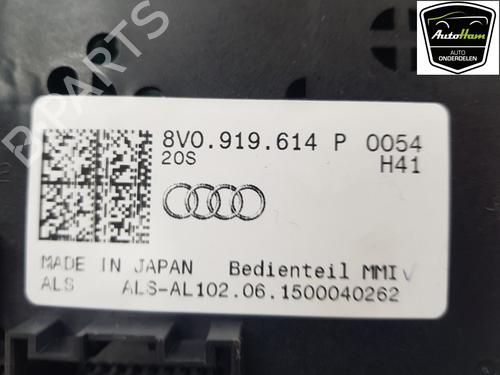 AutoHam
AUTO
ONDERDELEN
B-PARTS
8V0.919.614 P 0054
20S H41
MADE IN JAPAN Bedienteil MMI
ALS ALS-AL102.06.1500040262